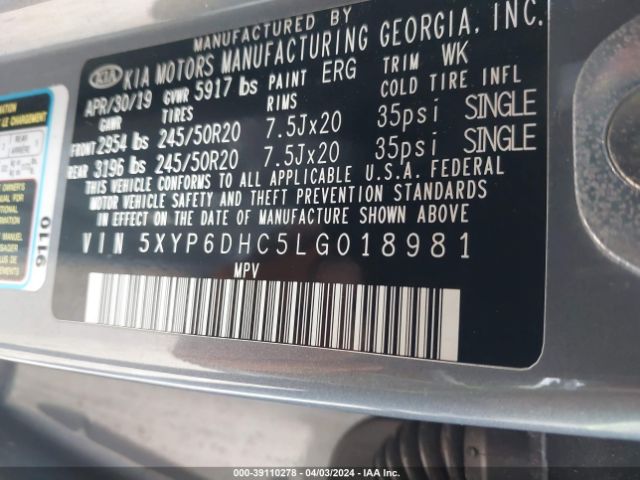 MANUFACTURED BY
KIA KIA MOTORS MANUFACTURING GEORGIA, INC.
APR/30/19 GVWR 5917 lbs PAINT ERG TRIM WK
GAWR TIRES RIMS COLD TIRE INFL
FRONT 2954 lbs 245/50R20 7.5Jx20 35psi SINGLE
REAR 3196 lbs 245/50R20 7.5Jx20 35psi SINGLE
THIS VEHICLE CONFORMS TO ALL APPLICABLE U.S.A. FEDERAL
MOTOR VEHICLE SAFETY AND THEFT PREVENTION STANDARDS
IN EFFECT ON THE DATE OF MANUFACTURE SHOWN ABOVE
VIN 5XYP6DHC5LG018981
MPV
9110
000-39110278 - 04/03/2024 - IAA Inc.